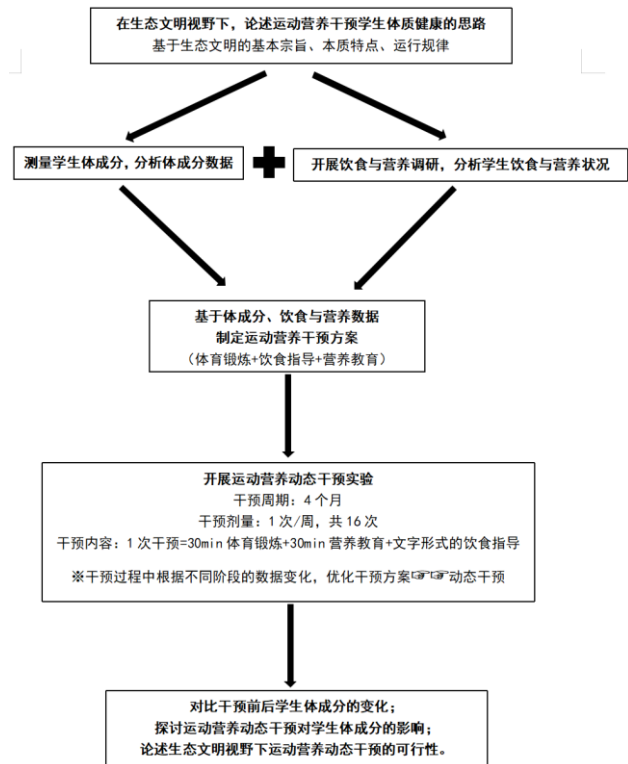 在生态文明视野下，论述运动营养干预学生体质健康的思路
基于生态文明的基本宗旨、本质特点、运行规律
测量学生体成分，分析体成分数据
开展饮食与营养调研，分析学生饮食与营养状况
基于体成分、饮食与营养数据
制定运动营养干预方案
（体育锻炼+饮食指导+营养教育）
开展运动营养动态干预实验
干预周期：4个月
干预剂量：1次/周，共16次
干预内容：1次干预=30min体育锻炼+30min营养教育+文字形式的饮食指导
※干预过程中根据不同阶段的数据变化，优化干预方案☞☞动态干预
对比干预前后学生体成分的变化；
探讨运动营养动态干预对学生体成分的影响；
论述生态文明视野下运动营养动态干预的可行性。